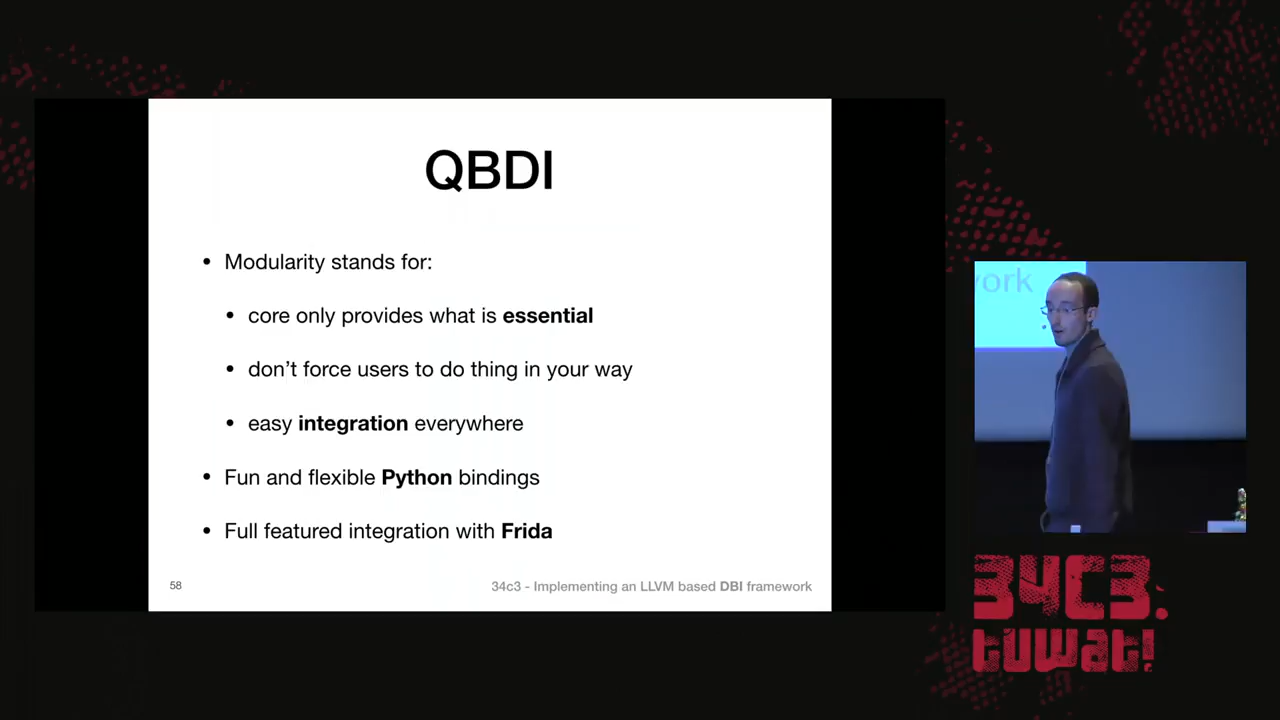 QBDI
• Modularity stands for:
• core only provides what is essential
• don’t force users to do thing in your way
• easy integration everywhere
• Fun and flexible Python bindings
• Full featured integration with Frida
58
34c3 - Implementing an LLVM based DBI framework
work
34C3.
tuwat!